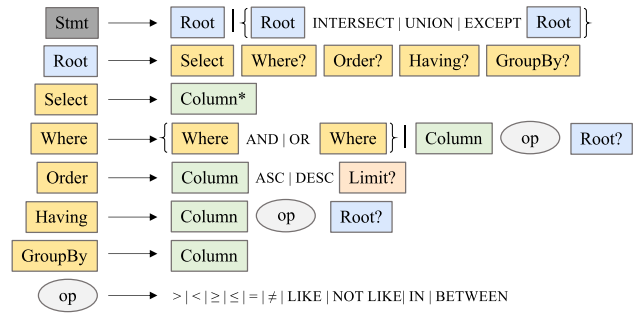 Stmt Root | { Root INTERSECT | UNION | EXCEPT Root }
Root Select Where? Order? Having? GroupBy?
Select Column*
Where { Where AND | OR Where } | Column op Root?
Order Column ASC | DESC Limit?
Having Column op Root?
GroupBy Column
op > | < | ≥ | ≤ | = | ≠ | LIKE | NOT LIKE| IN | BETWEEN